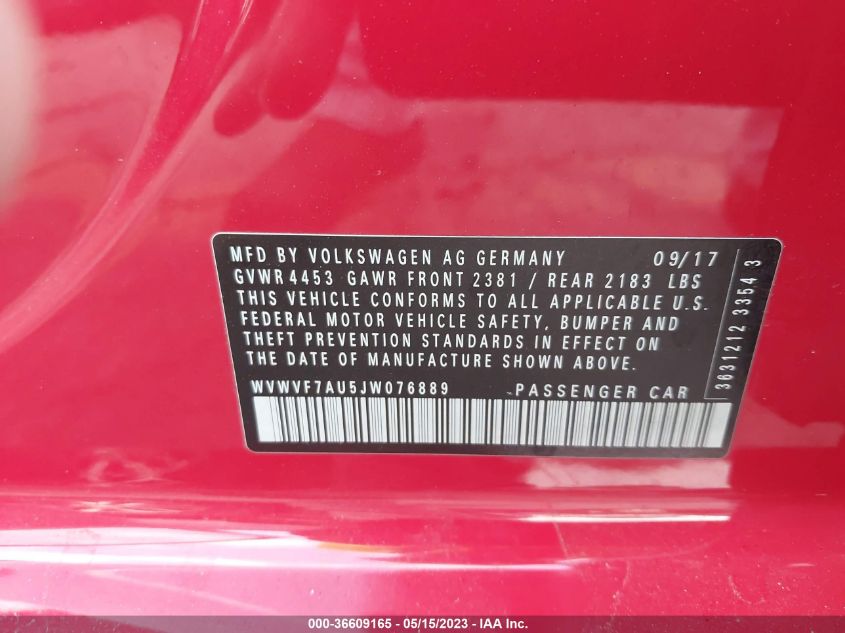 MFD BY VOLKSWAGEN AG GERMANY 09/17
GVWR 4453 GAWR FRONT 2381 / REAR 2183 LBS
THIS VEHICLE CONFORMS TO ALL APPLICABLE U.S.
FEDERAL MOTOR VEHICLE SAFETY, BUMPER AND
THEFT PREVENTION STANDARDS IN EFFECT ON
THE DATE OF MANUFACTURE SHOWN ABOVE.
WVWVF7AU5JW076889 PASSENGER CAR
3631212 3354 3
000-36609165 - 05/15/2023 - IAA Inc.